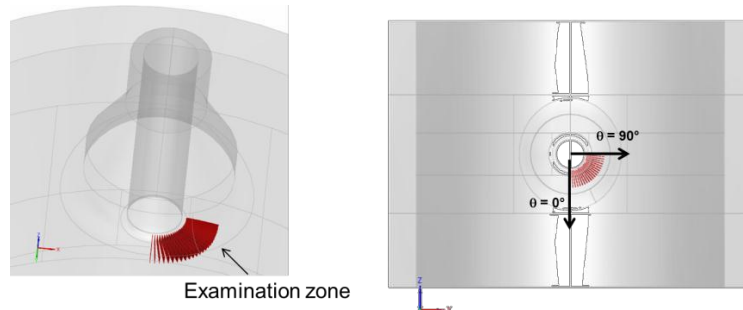 θ = 90°
θ = 0°
Examination zone
z
x
Z
X